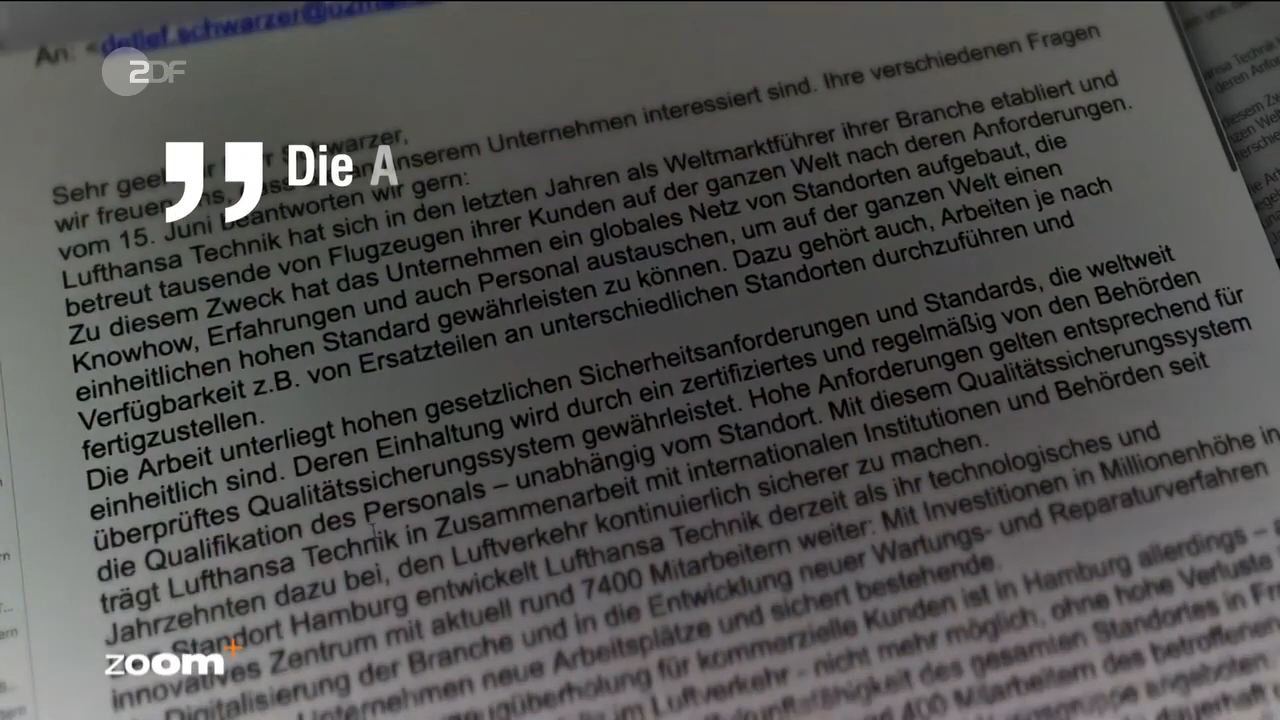 An: <detlef.schwarzer@ozm
ZDF
Die A
Sehr gee Schwarzer,
wir freuen uns, unserem Unternehmen interessiert sind. Ihre verschiedenen Fragen
vom 15. Juni beantworten wir gern:
Lufthansa Technik hat sich in den letzten Jahren als Weltmarktführer ihrer Branche etabliert und
betreut tausende von Flugzeugen ihrer Kunden auf der ganzen Welt nach deren Anforderungen.
Zu diesem Zweck hat das Unternehmen ein globales Netz von Standorten aufgebaut, die
Knowhow, Erfahrungen und auch Personal austauschen, um auf der ganzen Welt einen
einheitlichen hohen Standard gewährleisten zu können. Dazu gehört auch, Arbeiten je nach
Verfügbarkeit z.B. von Ersatzteilen an unterschiedlichen Standorten durchzuführen und
fertigzustellen.
Die Arbeit unterliegt hohen gesetzlichen Sicherheitsanforderungen und Standards, die weltweit
einheitlich sind. Deren Einhaltung wird durch ein zertifiziertes und regelmäßig von den Behörden
überprüftes Qualitätssicherungssystem gewährleistet. Hohe Anforderungen gelten entsprechend für
die Qualifikation des Personals – unabhängig vom Standort. Mit diesem Qualitätssicherungssystem
trägt Lufthansa Technik in Zusammenarbeit mit internationalen Institutionen und Behörden seit
Jahrzehnten dazu bei, den Luftverkehr kontinuierlich sicherer zu machen.
Standort Hamburg entwickelt Lufthansa Technik derzeit als ihr technologisches und
innovatives Zentrum mit aktuell rund 7400 Mitarbeitern weiter: Mit Investitionen in Millionenhöhe in
Digitalisierung der Branche und in die Entwicklung neuer Wartungs- und Reparaturverfahren
Unternehmen neue Arbeitsplätze und sichert bestehende.
überholung für kommerzielle Kunden ist in Hamburg allerdings –
im Luftverkehr - nicht mehr möglich, ohne hohe Verluste
des gesamten Standortes in
400 Mitarbeitern des betroffenen
angeboten.
zoom+